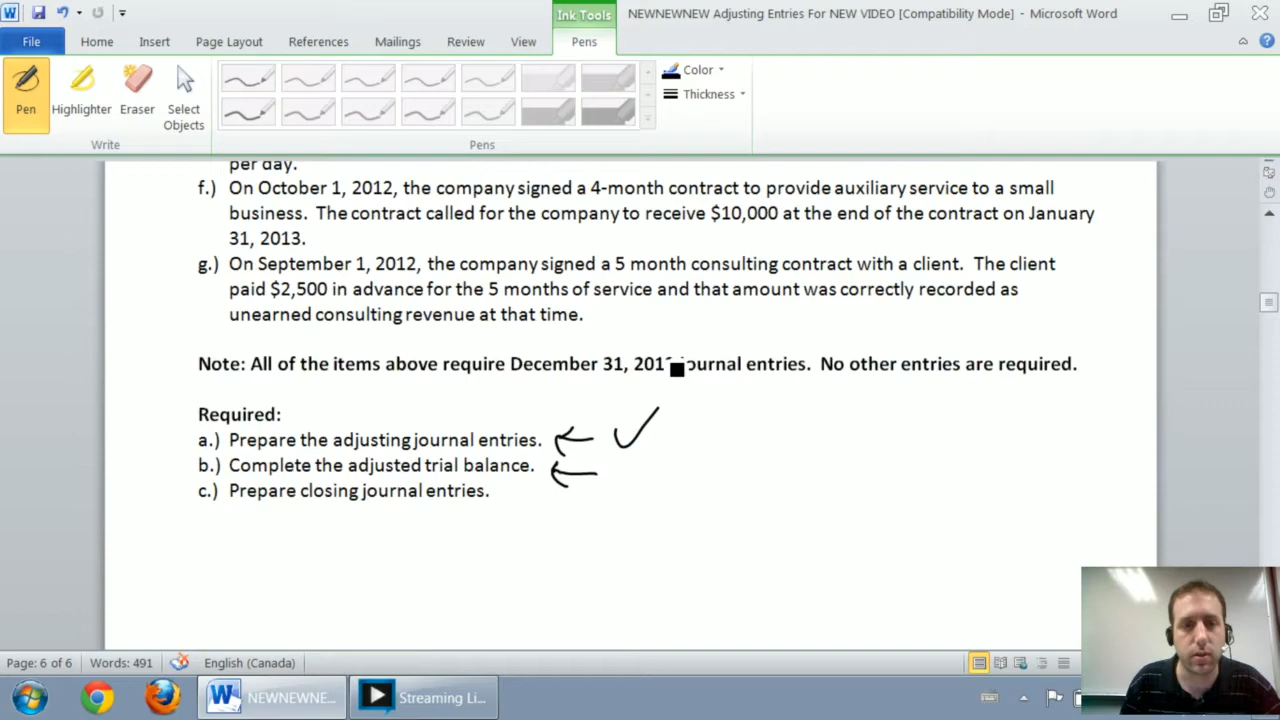 NEWNEWNEW Adjusting Entries For NEW VIDEO [Compatibility Mode] - Microsoft Word
Ink Tools
File Home Insert Page Layout References Mailings Review View Pens
Pen Highlighter Eraser Select Objects
Color
Thickness
Write Pens
per day.
f.) On October 1, 2012, the company signed a 4-month contract to provide auxiliary service to a small
business. The contract called for the company to receive $10,000 at the end of the contract on January
31, 2013.
g.) On September 1, 2012, the company signed a 5 month consulting contract with a client. The client
paid $2,500 in advance for the 5 months of service and that amount was correctly recorded as
unearned consulting revenue at that time.
Note: All of the items above require December 31, journal entries. No other entries are required.
Required:
a.) Prepare the adjusting journal entries.
b.) Complete the adjusted trial balance.
c.) Prepare closing journal entries.
Page: 6 of 6 Words: 491 English (Canada)
NEWNEWNE... Streaming Li...